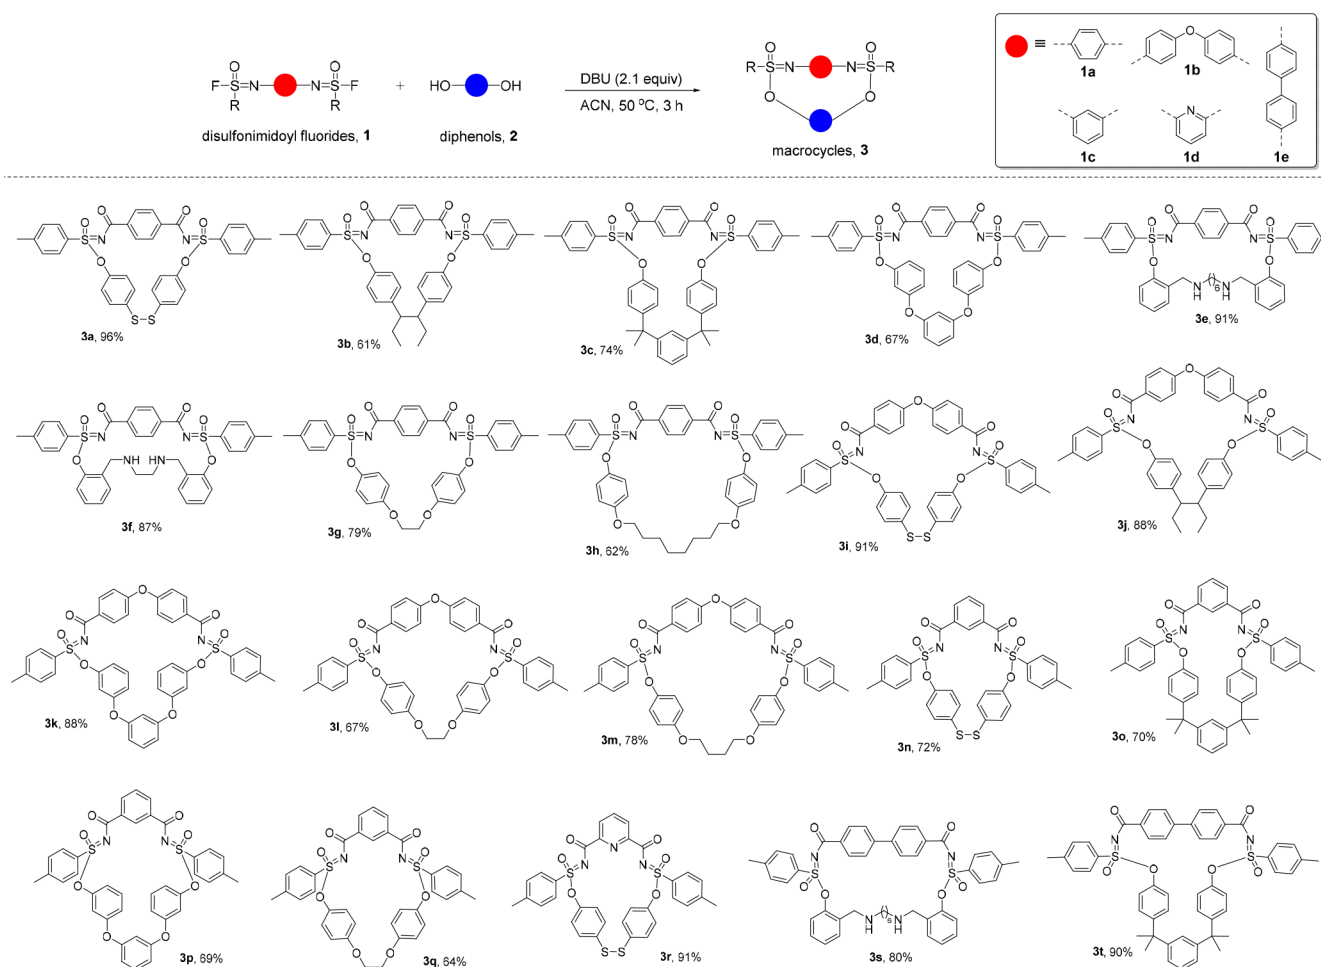 F-S(=O)(R)=N- -N=S(=O)(R)-F
+
HO- -OH
DBU (2.1 equiv)
ACN, 50 °C, 3 h
disulfonimidoyl fluorides, 1
diphenols, 2
macrocycles, 3
≡
1a
1b
1c
1d
1e
3a, 96%
3b, 61%
3c, 74%
3d, 67%
3e, 91%
3f, 87%
3g, 79%
3h, 62%
3i, 91%
3j, 88%
3k, 88%
3l, 67%
3m, 78%
3n, 72%
3o, 70%
3p, 69%
3q, 64%
3r, 91%
3s, 80%
3t, 90%